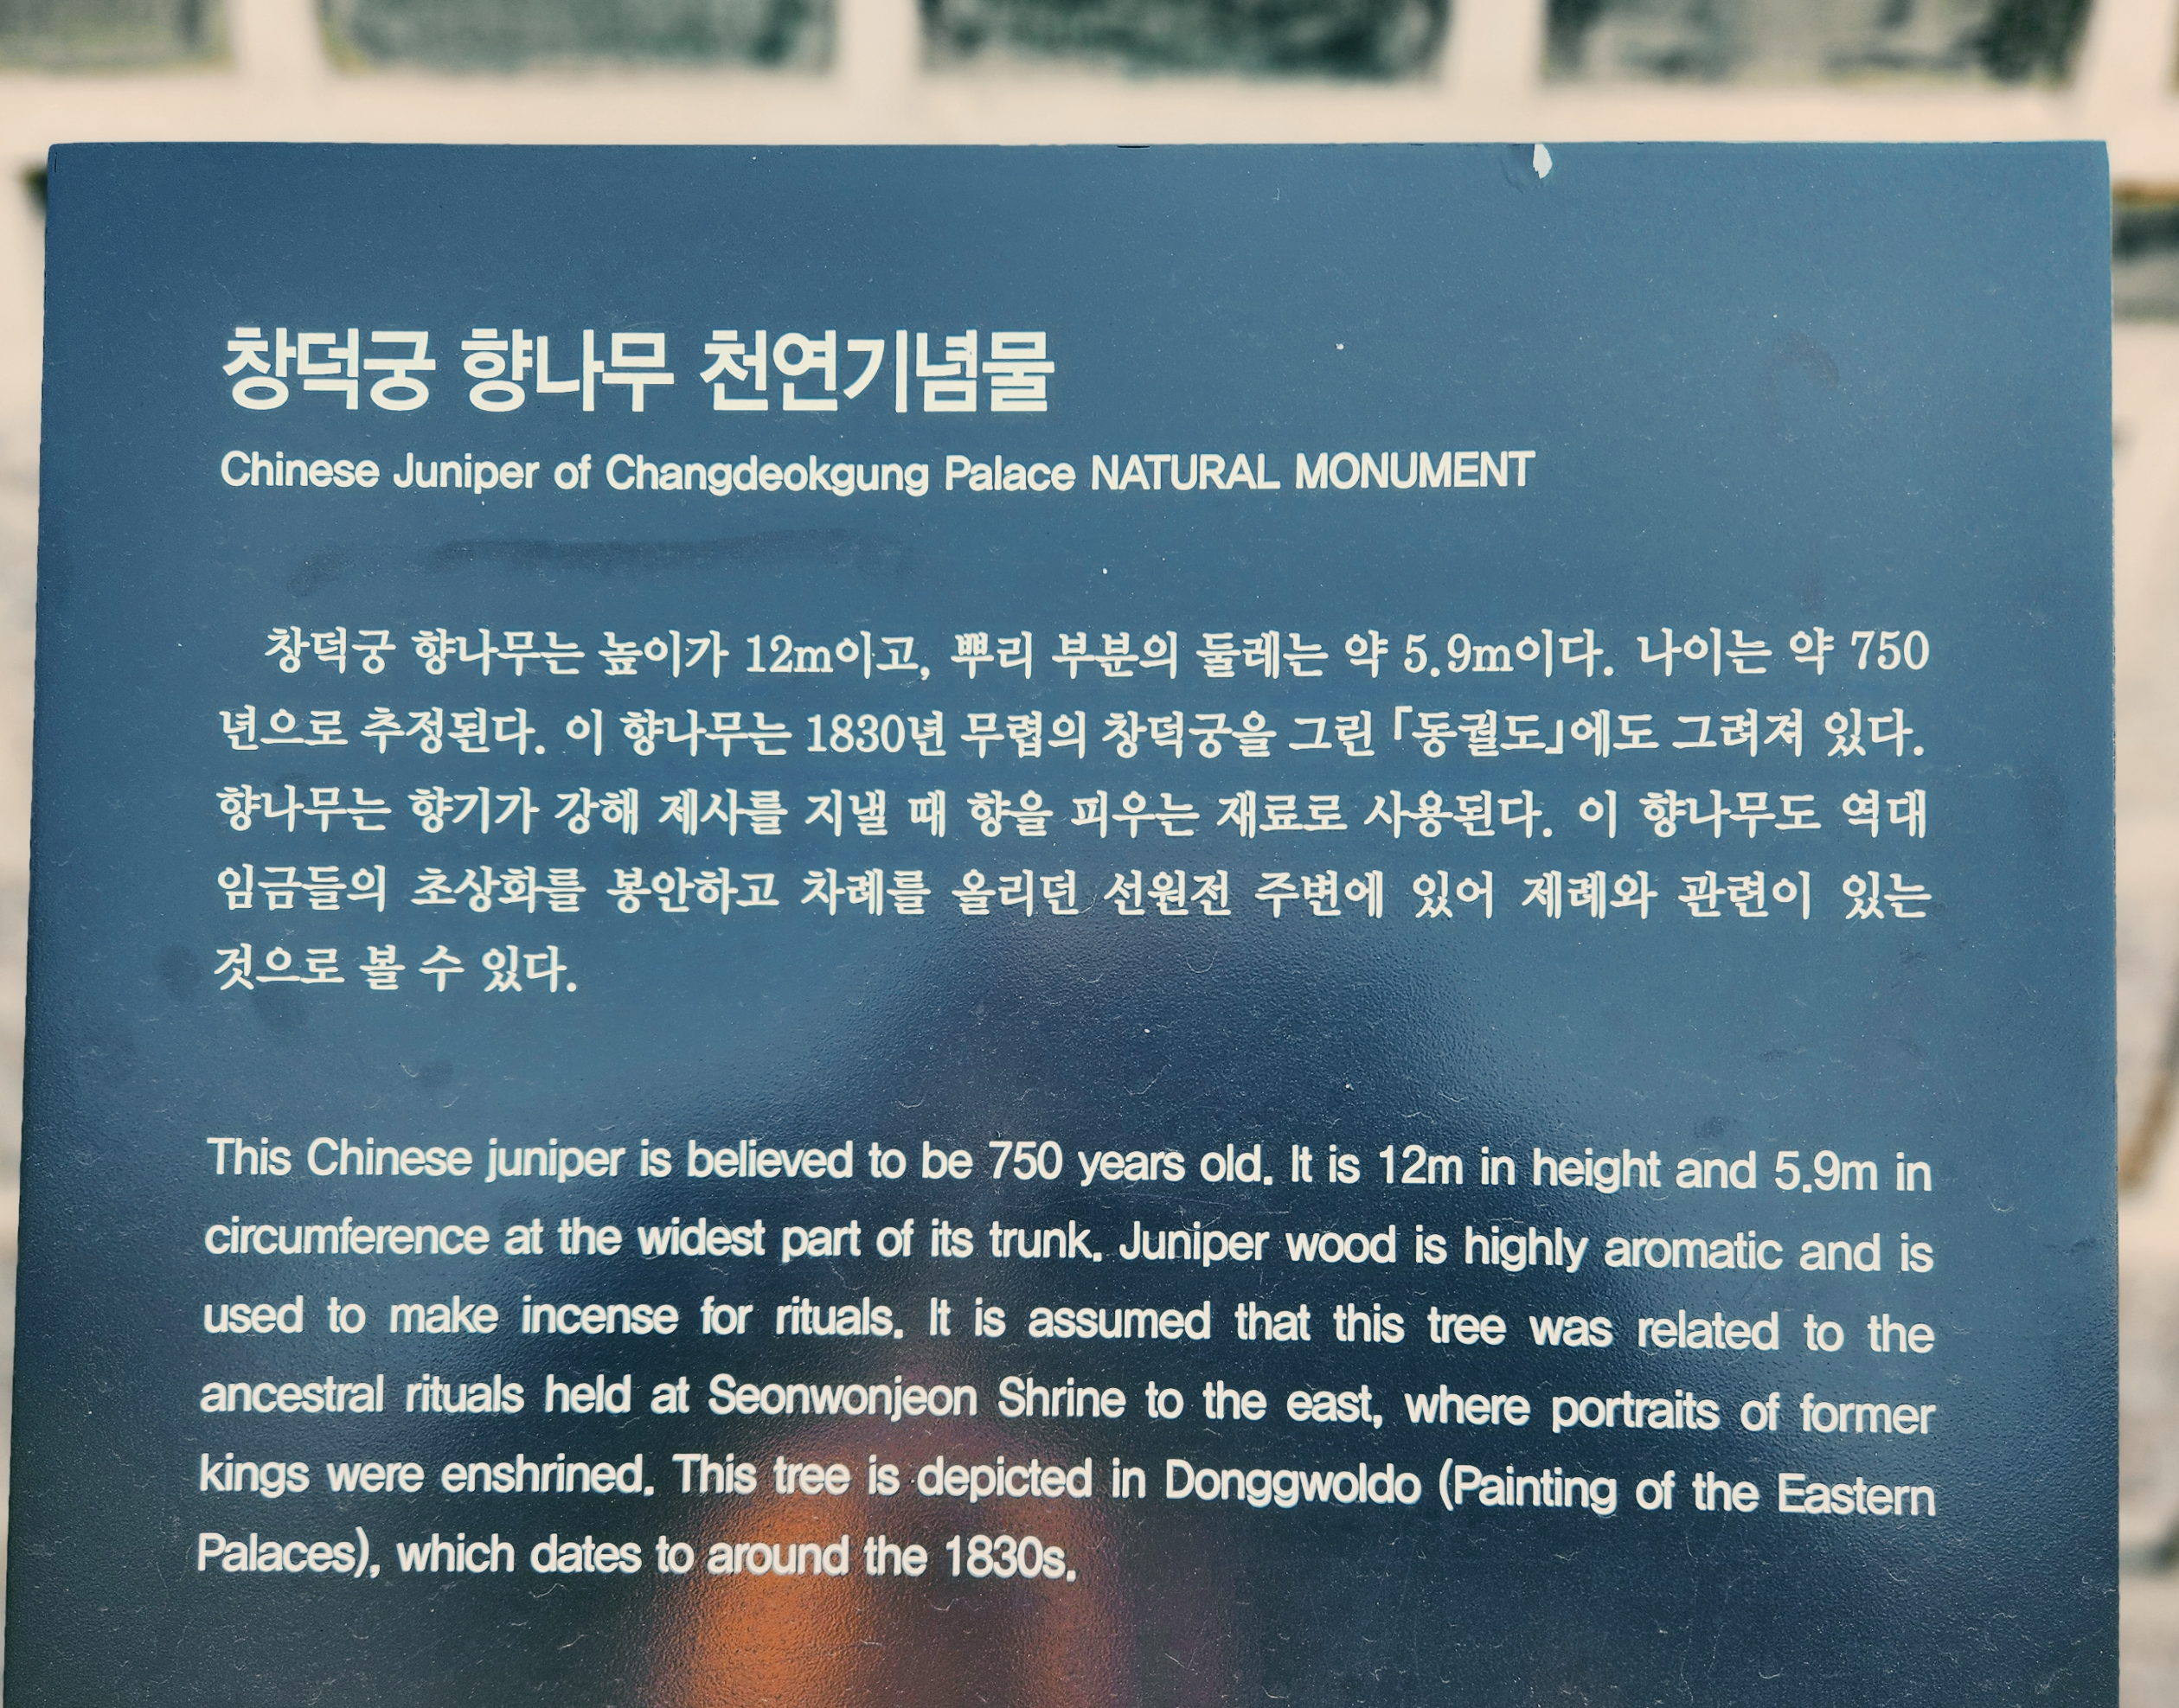 창덕궁 향나무 천연기념물
Chinese Juniper of Changdeokgung Palace NATURAL MONUMENT
창덕궁 향나무는 높이가 12m이고, 뿌리 부분의 둘레는 약 5.9m이다. 나이는 약 750
년으로 추정된다. 이 향나무는 1830년 무렵의 창덕궁을 그린 「동궐도」에도 그려져 있다.
향나무는 향기가 강해 제사를 지낼 때 향을 피우는 재료로 사용된다. 이 향나무도 역대
임금들의 초상화를 봉안하고 차례를 올리던 선원전 주변에 있어 제례와 관련이 있는
것으로 볼 수 있다.
This Chinese juniper is believed to be 750 years old. It is 12m in height and 5.9m in
circumference at the widest part of its trunk. Juniper wood is highly aromatic and is
used to make incense for rituals. It is assumed that this tree was related to the
ancestral rituals held at Seonwonjeon Shrine to the east, where portraits of former
kings were enshrined. This tree is depicted in Donggwoldo (Painting of the Eastern
Palaces), which dates to around the 1830s.